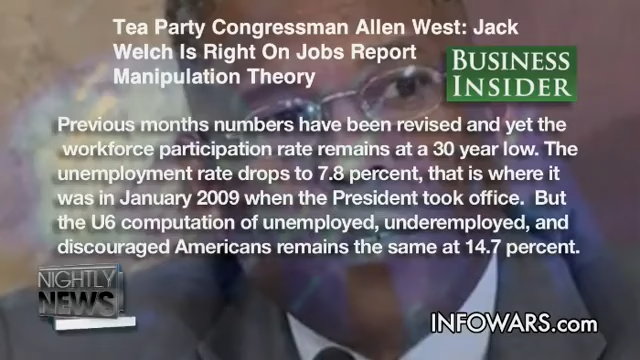 Tea Party Congressman Allen West: Jack
Welch Is Right On Jobs Report
Manipulation Theory
BUSINESS
INSIDER
Previous months numbers have been revised and yet the
workforce participation rate remains at a 30 year low. The
unemployment rate drops to 7.8 percent, that is where it
was in January 2009 when the President took office. But
the U6 computation of unemployed, underemployed, and
discouraged Americans remains the same at 14.7 percent.
NIGHTLY
NEWS
INFOWARS.com